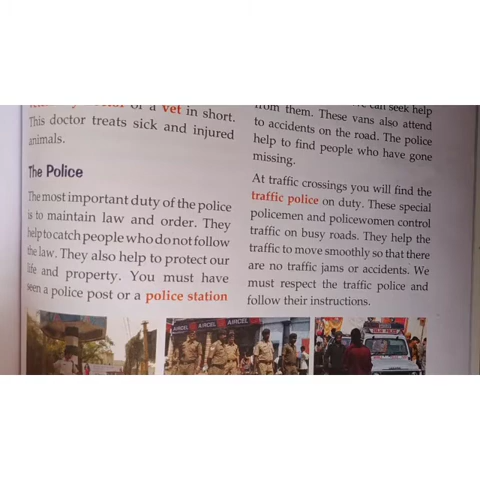 or a vet in short.
This doctor treats sick and injured
animals.
The Police
The most important duty of the police
is to maintain law and order. They
help to catch people who do not follow
the law. They also help to protect our
life and property. You must have
seen a police post or a police station
can seek help
from them. These vans also attend
to accidents on the road. The police
help to find people who have gone
missing.
At traffic crossings you will find the
traffic police on duty. These special
policemen and policewomen control
traffic on busy roads. They help the
traffic to move smoothly so that there
are no traffic jams or accidents. We
must respect the traffic police and
follow their instructions.
AIRCEL AIRCEL AIRCEL